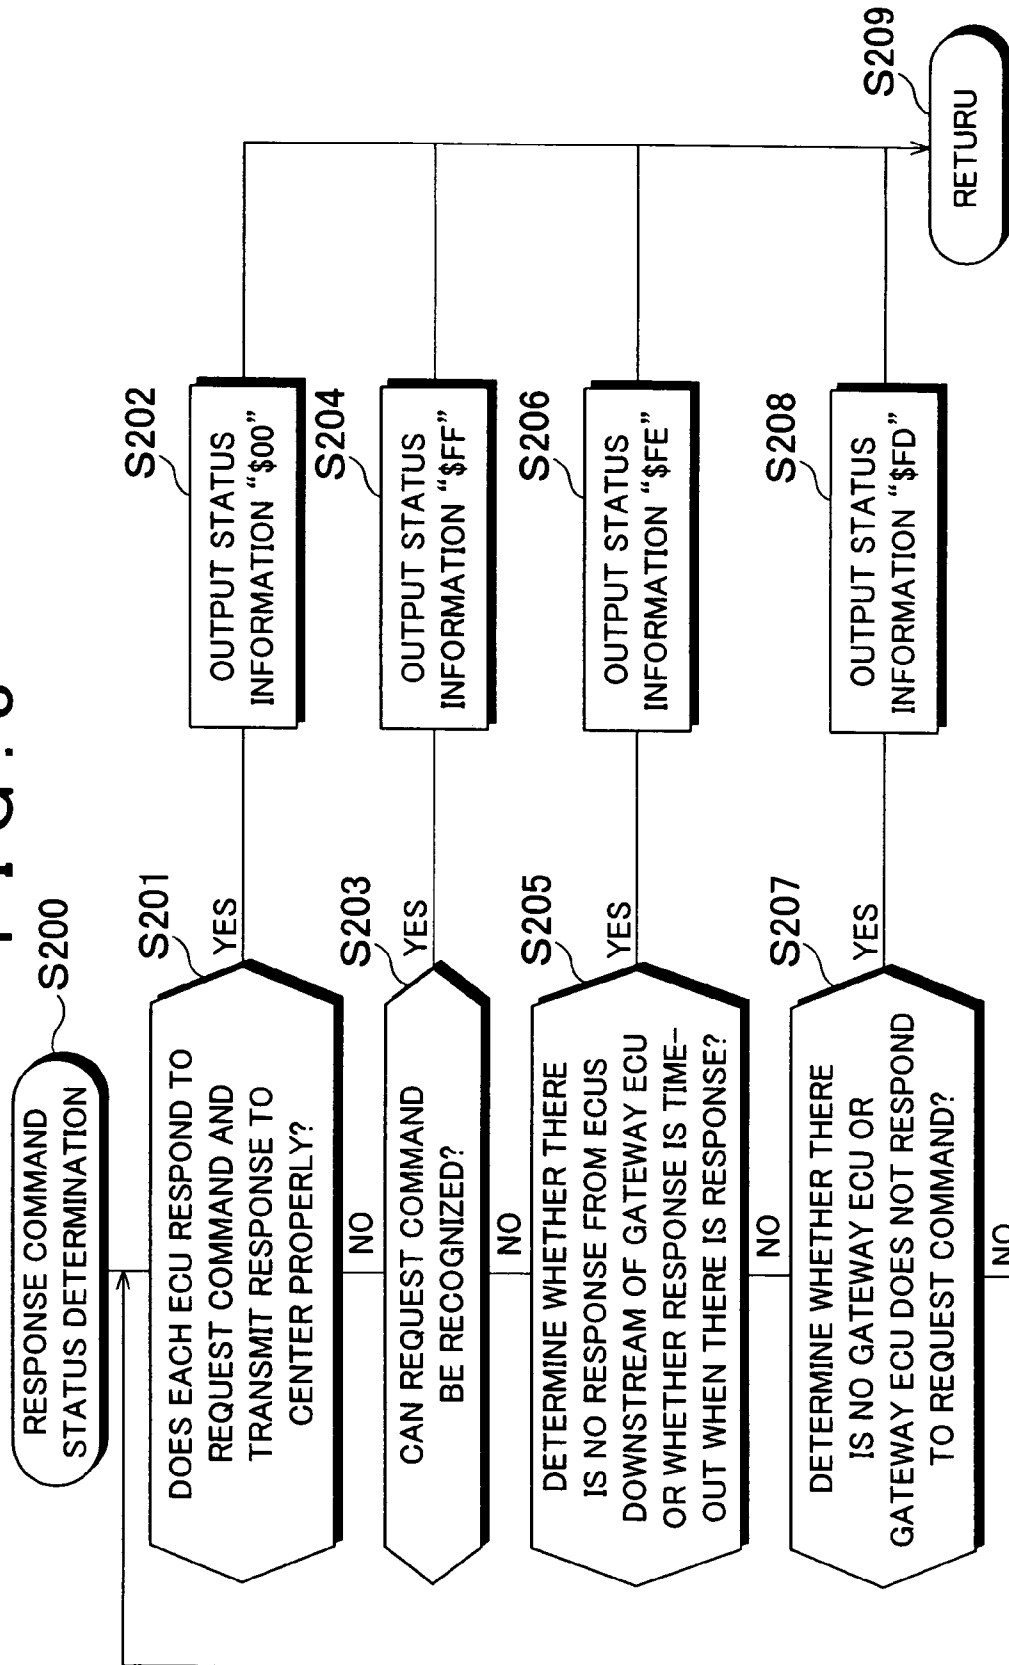 S200
RESPONSE COMMAND
STATUS DETERMINATION
S201
DOES EACH ECU RESPOND TO
REQUEST COMMAND AND
TRANSMIT RESPONSE TO
CENTER PROPERLY?
YES
NO
S202
OUTPUT STATUS
INFORMATION “$00”
S203
CAN REQUEST COMMAND
BE RECOGNIZED?
YES
NO
S204
OUTPUT STATUS
INFORMATION “$FF”
S205
DETERMINE WHETHER THERE
IS NO RESPONSE FROM ECUS
DOWNSTREAM OF GATEWAY ECU
OR WHETHER RESPONSE IS TIME-
OUT WHEN THERE IS RESPONSE?
YES
NO
S206
OUTPUT STATUS
INFORMATION “$FE”
S207
DETERMINE WHETHER THERE
IS NO GATEWAY ECU OR
GATEWAY ECU DOES NOT RESPOND
TO REQUEST COMMAND?
YES
NO
S208
OUTPUT STATUS
INFORMATION “$FD”
S209
RETURU